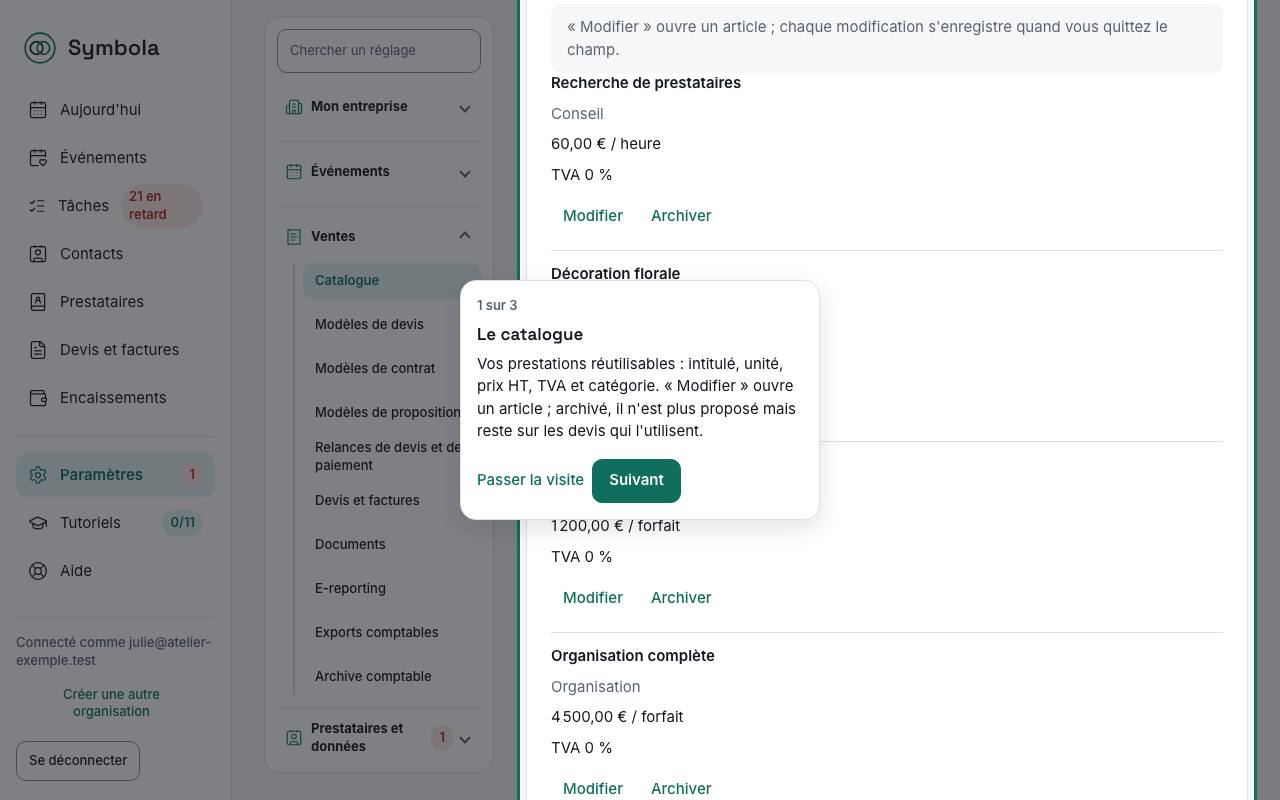 Symbola
Aujourd'hui
Événements
Tâches
21 en
retard
Contacts
Prestataires
Devis et factures
Encaissements
Paramètres
1
Tutoriels
0/11
Aide
Connecté comme julie@atelier-
exemple.test
Créer une autre
organisation
Se déconnecter
Chercher un réglage
Mon entreprise
Événements
Ventes
Catalogue
Modèles de devis
Modèles de contrat
Modèles de proposition
Relances de devis et de
paiement
Devis et factures
Documents
E-reporting
Exports comptables
Archive comptable
Prestataires et
données
1
« Modifier » ouvre un article ; chaque modification s'enregistre quand vous quittez le
champ.
Recherche de prestataires
Conseil
60,00 € / heure
TVA 0 %
Modifier
Archiver
Décoration florale
1 sur 3
Le catalogue
Vos prestations réutilisables : intitulé, unité,
prix HT, TVA et catégorie. « Modifier » ouvre
un article ; archivé, il n'est plus proposé mais
reste sur les devis qui l'utilisent.
Passer la visite
Suivant
1 200,00 € / forfait
TVA 0 %
Modifier
Archiver
Organisation complète
Organisation
4 500,00 € / forfait
TVA 0 %
Modifier
Archiver